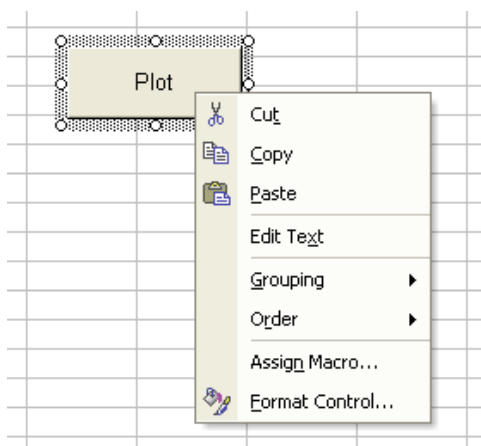 Plot
Cut
Copy
Paste
Edit Text
Grouping
Order
Assign Macro...
Format Control...